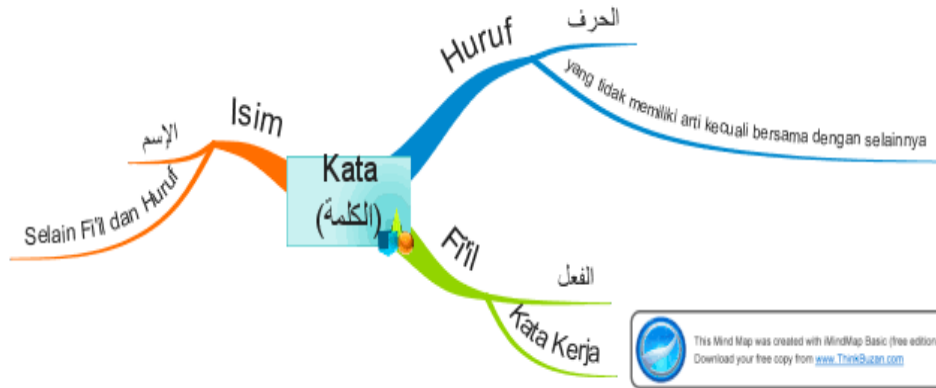 Kata
(الكلمة)
Huruf
الحرف
yang tidak memiliki arti kecuali bersama dengan selainnya
Fi'il
الفعل
Kata Kerja
Isim
الإسم
Selain Fi'il dan Huruf
This Mind Map was created with iMindMap Basic (free edition
Download your free copy from www.ThinkBuzan.com